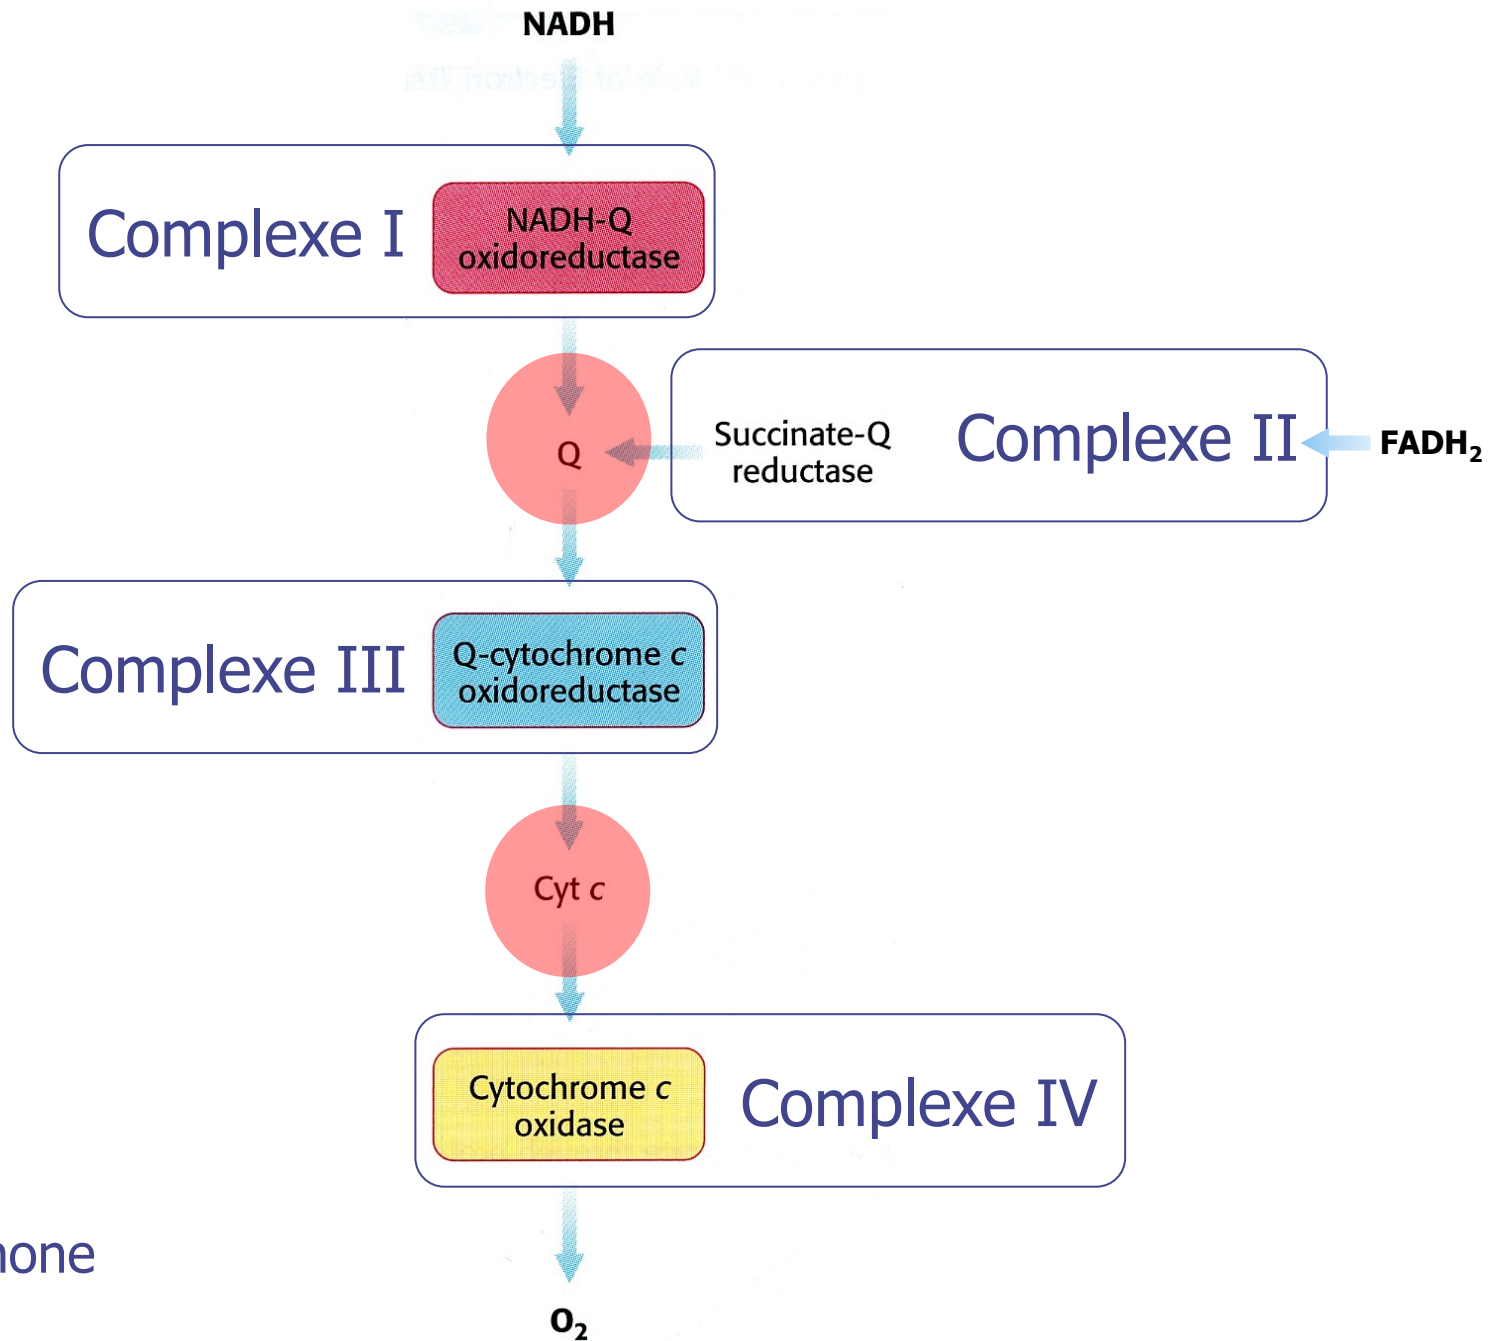 NADH
Complexe I
NADH-Q
oxidoreductase
Q
Succinate-Q
reductase
Complexe II
FADH₂
Complexe III
Q-cytochrome c
oxidoreductase
Cyt c
Cytochrome c
oxidase
Complexe IV
O₂